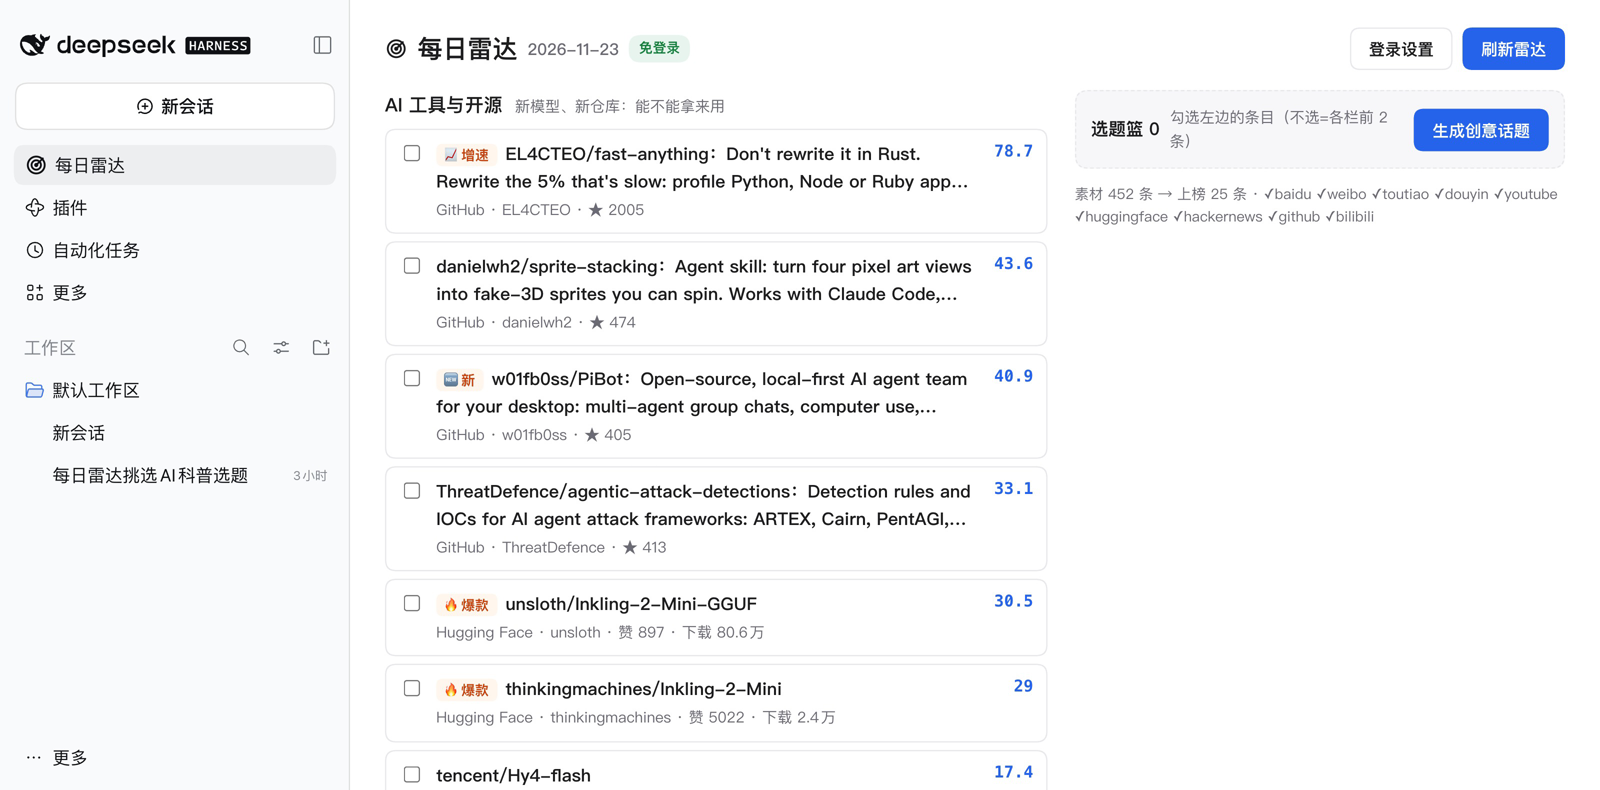 deepseek HARNESS
新会话
每日雷达
插件
自动化任务
更多
工作区
默认工作区
新会话
每日雷达挑选AI科普选题 3小时
··· 更多
每日雷达 2026-11-23 免登录
登录设置
刷新雷达
AI 工具与开源 新模型、新仓库：能不能拿来用
增速 EL4CTEO/fast-anything：Don't rewrite it in Rust. 78.7
Rewrite the 5% that's slow: profile Python, Node or Ruby app...
GitHub · EL4CTEO · ★ 2005
danielwh2/sprite-stacking：Agent skill: turn four pixel art views 43.6
into fake-3D sprites you can spin. Works with Claude Code,...
GitHub · danielwh2 · ★ 474
NEW 新 w01fb0ss/PiBot：Open-source, local-first AI agent team 40.9
for your desktop: multi-agent group chats, computer use,...
GitHub · w01fb0ss · ★ 405
ThreatDefence/agentic-attack-detections：Detection rules and 33.1
IOCs for AI agent attack frameworks: ARTEX, Cairn, PentAGI,...
GitHub · ThreatDefence · ★ 413
爆款 unsloth/Inkling-2-Mini-GGUF 30.5
Hugging Face · unsloth · 赞 897 · 下载 80.6万
爆款 thinkingmachines/Inkling-2-Mini 29
Hugging Face · thinkingmachines · 赞 5022 · 下载 2.4万
tencent/Hy4-flash 17.4
选题篮 0
勾选左边的条目（不选=各栏前 2
条）
生成创意话题
素材 452 条 → 上榜 25 条 · ✓baidu ✓weibo ✓toutiao ✓douyin ✓youtube
✓huggingface ✓hackernews ✓github ✓bilibili